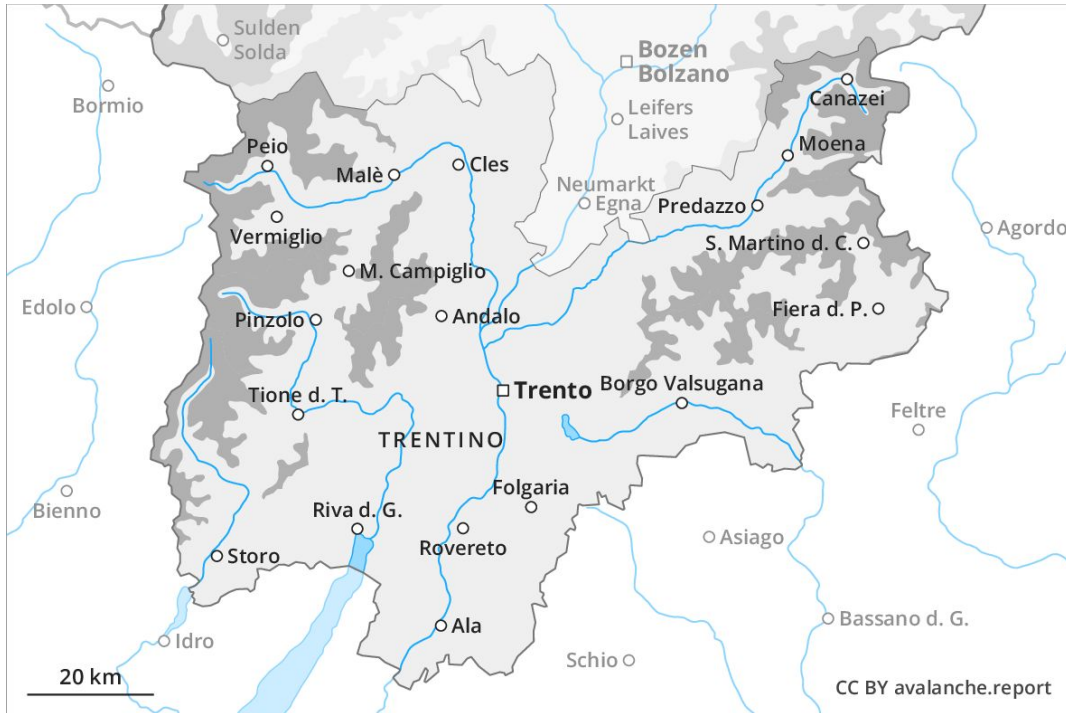 Sulden
Solda
Bozen
Bolzano
Bormio
Canazei
Leifers
Laives
Peio
Moena
Malè
Cles
Neumarkt
Egna
Predazzo
Vermiglio
S. Martino d. C.
Agordo
M. Campiglio
Edolo
Pinzolo
Andalo
Fiera d. P.
Trento
Borgo Valsugana
Tione d. T.
Feltre
TRENTINO
Bienno
Folgaria
Riva d. G.
Asiago
Rovereto
Storo
Bassano d. G.
Ala
Idro
Schio
20 km
CC BY avalanche.report